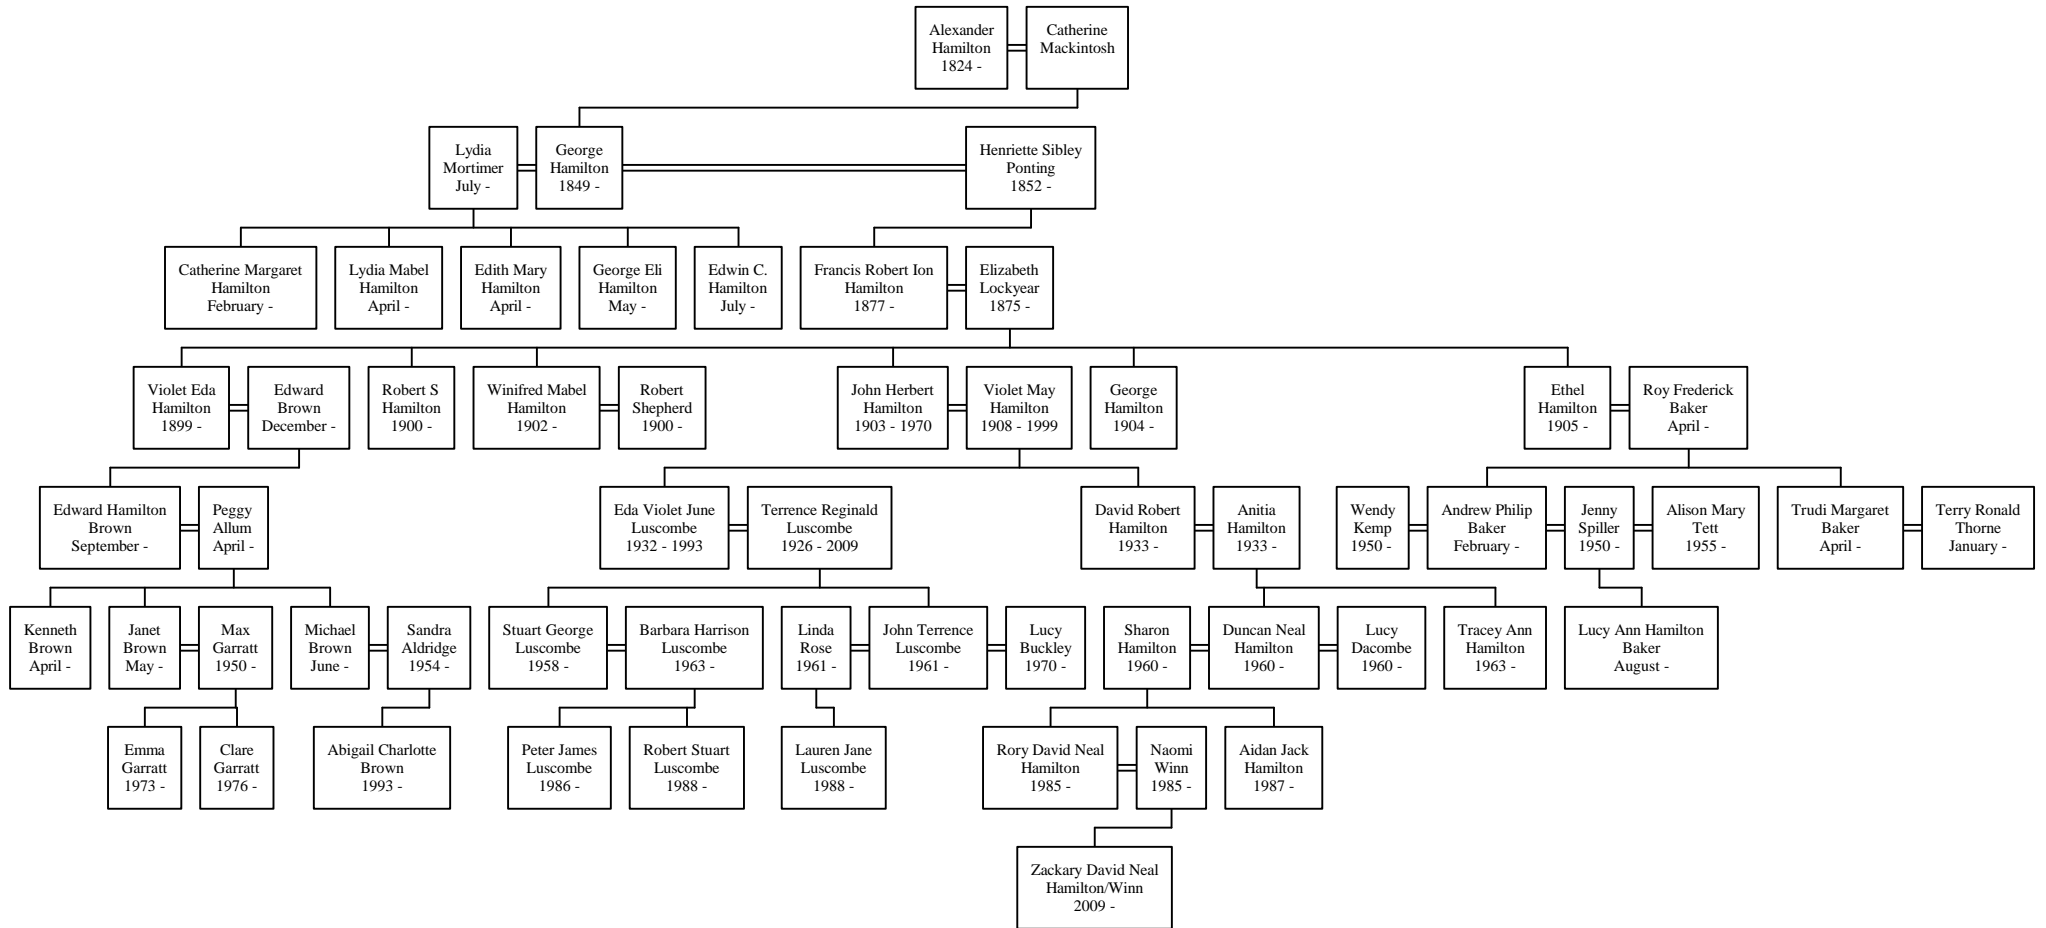 Alexander
Hamilton
1824 -
Catherine
Mackintosh
Lydia
Mortimer
July -
George
Hamilton
1849 -
Henriette Sibley
Ponting
1852 -
Catherine Margaret
Hamilton
February -
Lydia Mabel
Hamilton
April -
Edith Mary
Hamilton
April -
George Eli
Hamilton
May -
Edwin C.
Hamilton
July -
Francis Robert Ion
Hamilton
1877 -
Elizabeth
Lockyear
1875 -
Violet Eda
Hamilton
1899 -
Edward
Brown
December -
Robert S
Hamilton
1900 -
Winifred Mabel
Hamilton
1902 -
Robert
Shepherd
1900 -
John Herbert
Hamilton
1903 - 1970
Violet May
Hamilton
1908 - 1999
George
Hamilton
1904 -
Ethel
Hamilton
1905 -
Roy Frederick
Baker
April -
Edward Hamilton
Brown
September -
Peggy
Allum
April -
Eda Violet June
Luscombe
1932 - 1993
Terrence Reginald
Luscombe
1926 - 2009
David Robert
Hamilton
1933 -
Anitia
Hamilton
1933 -
Wendy
Kemp
1950 -
Andrew Philip
Baker
February -
Jenny
Spiller
1950 -
Alison Mary
Tett
1955 -
Trudi Margaret
Baker
April -
Terry Ronald
Thorne
January -
Kenneth
Brown
April -
Janet
Brown
May -
Max
Garratt
1950 -
Michael
Brown
June -
Sandra
Aldridge
1954 -
Stuart George
Luscombe
1958 -
Barbara Harrison
Luscombe
1963 -
Linda
Rose
1961 -
John Terrence
Luscombe
1961 -
Lucy
Buckley
1970 -
Sharon
Hamilton
1960 -
Duncan Neal
Hamilton
1960 -
Lucy
Dacombe
1960 -
Tracey Ann
Hamilton
1963 -
Lucy Ann Hamilton
Baker
August -
Emma
Garratt
1973 -
Clare
Garratt
1976 -
Abigail Charlotte
Brown
1993 -
Peter James
Luscombe
1986 -
Robert Stuart
Luscombe
1988 -
Lauren Jane
Luscombe
1988 -
Rory David Neal
Hamilton
1985 -
Naomi
Winn
1985 -
Aidan Jack
Hamilton
1987 -
Zackary David Neal
Hamilton/Winn
2009 -